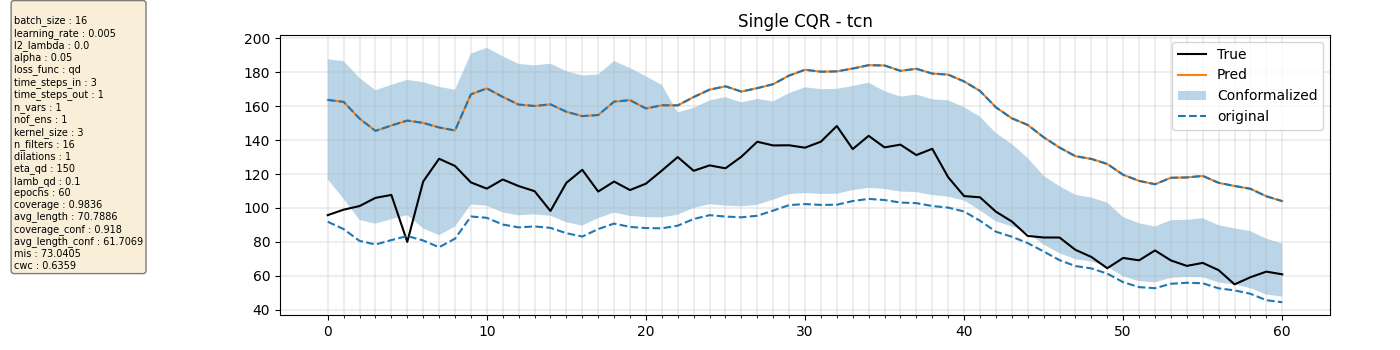 batch_size : 16
learning_rate : 0.005
l2_lambda : 0.0
alpha : 0.05
loss_func : qd
time_steps_in : 3
time_steps_out : 1
n_vars : 1
nof_ens : 1
kernel_size : 3
n_filters : 16
dilations : 1
eta_qd : 150
lamb_qd : 0.1
epochs : 60
coverage : 0.9836
avg_length : 70.7886
coverage_conf : 0.918
avg_length_conf : 61.7069
mis : 73.0405
cwc : 0.6359
Single CQR - tcn
True
Pred
Conformalized
original
200
180
160
140
120
100
80
60
40
0 10 20 30 40 50 60